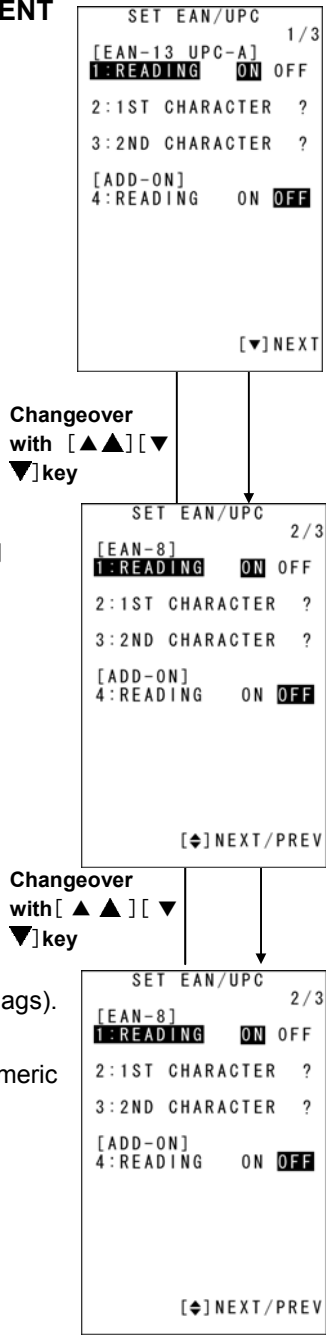 ENT
SET EAN/UPC
1/3
[EAN-13 UPC-A]
1:READING ON OFF
2:1ST CHARACTER ?
3:2ND CHARACTER ?
[ADD-ON]
4:READING ON OFF
[▼]NEXT
Changeover
with [▲▲][▼
▼]key
SET EAN/UPC
2/3
[EAN-8]
1:READING ON OFF
2:1ST CHARACTER ?
3:2ND CHARACTER ?
[ADD-ON]
4:READING ON OFF
[♦]NEXT/PREV
Changeover
with[ ▲ ▲ ][ ▼
▼]key
ags).
meric
SET EAN/UPC
2/3
[EAN-8]
1:READING ON OFF
2:1ST CHARACTER ?
3:2ND CHARACTER ?
[ADD-ON]
4:READING ON OFF
[♦]NEXT/PREV